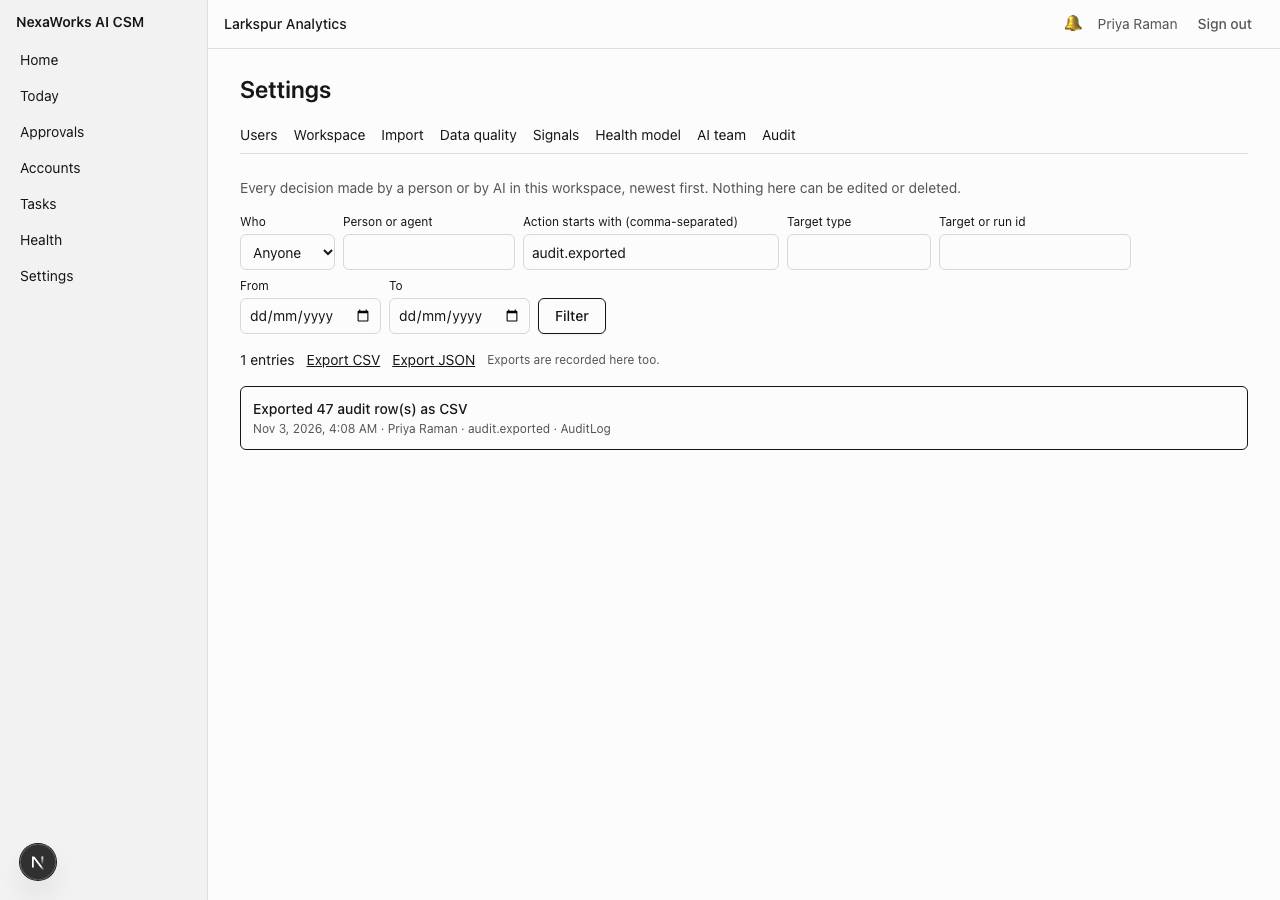 NexaWorks AI CSM
Home
Today
Approvals
Accounts
Tasks
Health
Settings
Larkspur Analytics
Priya Raman
Sign out
Settings
Users Workspace Import Data quality Signals Health model AI team Audit
Every decision made by a person or by AI in this workspace, newest first. Nothing here can be edited or deleted.
Who Person or agent Action starts with (comma-separated) Target type Target or run id
Anyone audit.exported
From To
dd/mm/yyyy dd/mm/yyyy Filter
1 entries Export CSV Export JSON Exports are recorded here too.
Exported 47 audit row(s) as CSV
Nov 3, 2026, 4:08 AM · Priya Raman · audit.exported · AuditLog
N